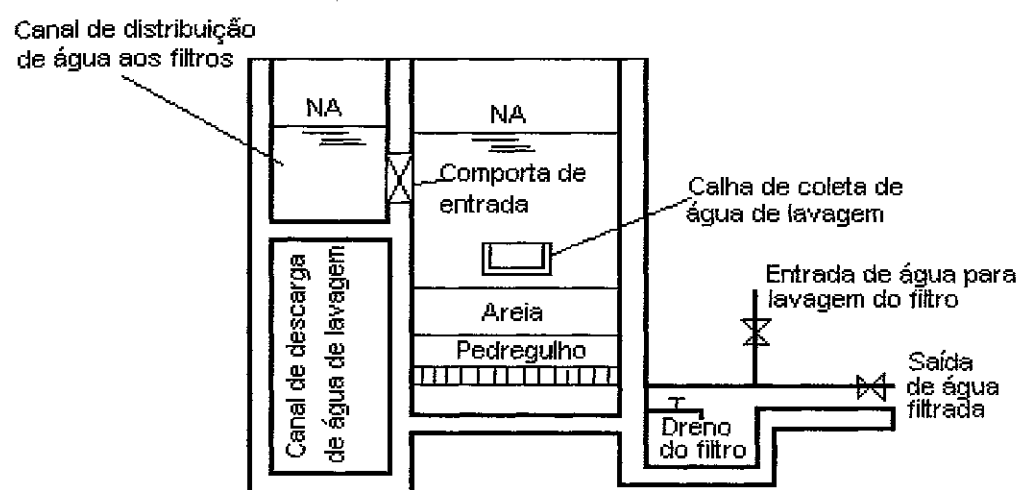 Canal de distribuição
de água aos filtros
NA
NA
Comporta de
entrada
Calha de coleta de
água de lavagem
Canal de descarga
de água de lavagem
Areia
Pedregulho
Entrada de água para
lavagem do filtro
Saída
de água
filtrada
Dreno
do filtro